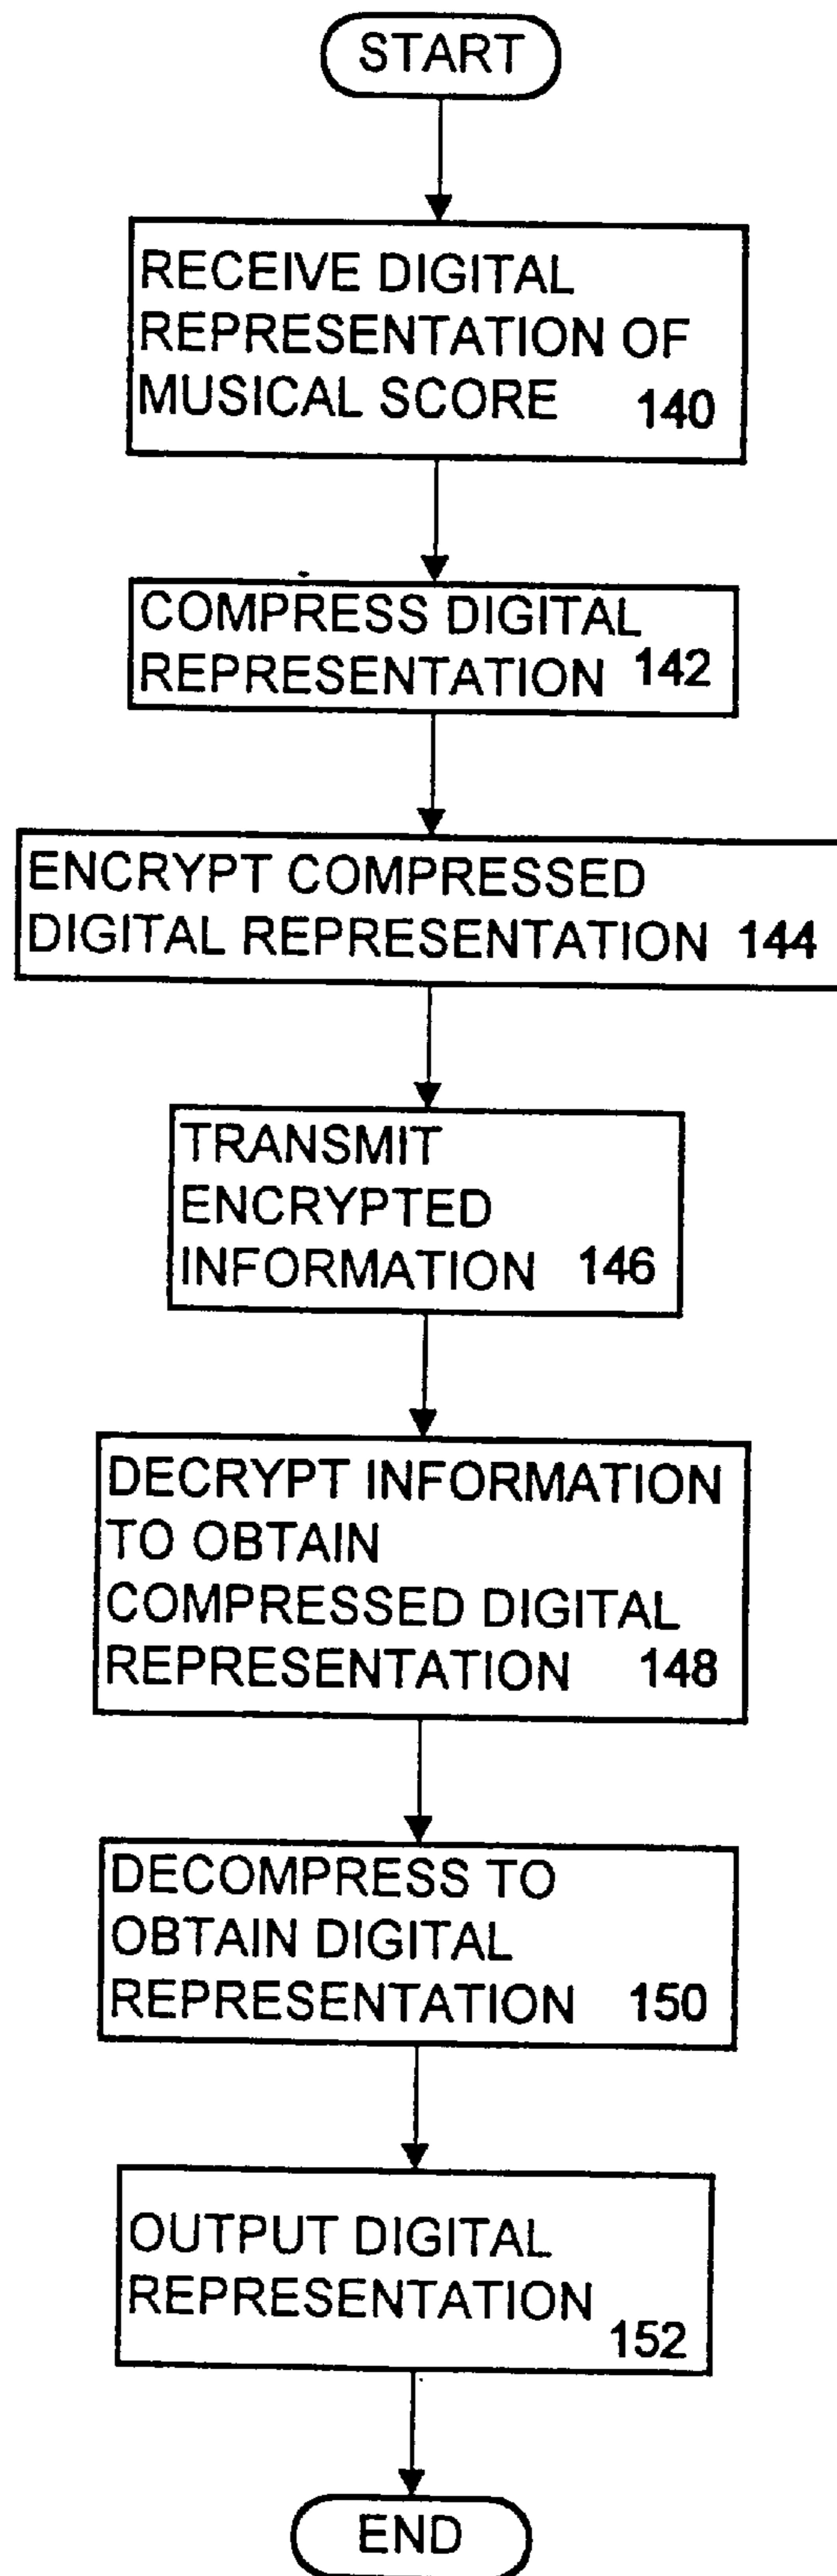 START
RECEIVE DIGITAL
REPRESENTATION OF
MUSICAL SCORE 140
COMPRESS DIGITAL
REPRESENTATION 142
ENCRYPT COMPRESSED
DIGITAL REPRESENTATION 144
TRANSMIT
ENCRYPTED
INFORMATION 146
DECRYPT INFORMATION
TO OBTAIN
COMPRESSED DIGITAL
REPRESENTATION 148
DECOMPRESS TO
OBTAIN DIGITAL
REPRESENTATION 150
OUTPUT DIGITAL
REPRESENTATION
152
END